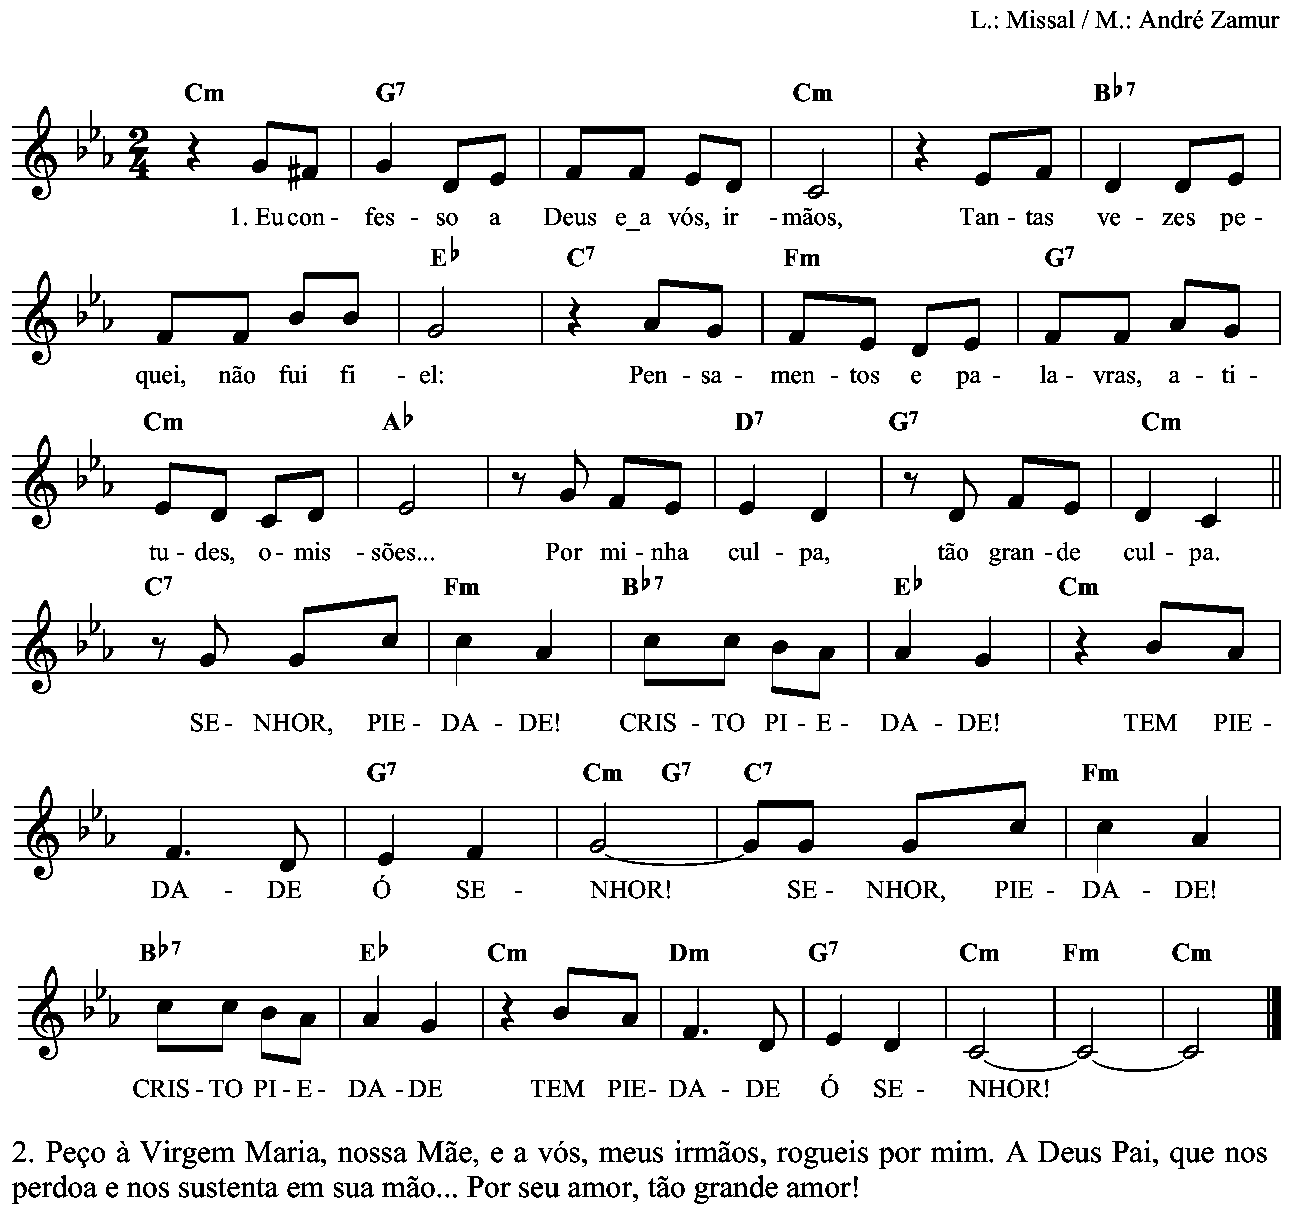 L.: Missal / M.: André Zamur
Cm G7 Cm B♭7
1. Eu con- fes- so a Deus e_a vós, ir -mãos, Tan- tas ve- zes pe-
E♭ C7 Fm G7
quei, não fui fi -el: Pen-sa- men- tos e pa- la- vras, a-ti-
Cm A♭ D7 G7 Cm
tu- des, o- mis -sões... Por mi-nha cul- pa, tão gran-de cul- pa.
C7 Fm B♭7 E♭ Cm
SE- NHOR, PIE- DA- DE! CRIS- TO PI- E- DA- DE! TEM PIE-
G7 Cm G7 C7 Fm
DA- DE Ó SE- NHOR! SE- NHOR, PIE- DA- DE!
B♭7 E♭ Cm Dm G7 Cm Fm Cm
CRIS-TO PI-E- DA-DE TEM PIE- DA- DE Ó SE- NHOR!
2. Peço à Virgem Maria, nossa Mãe, e a vós, meus irmãos, rogueis por mim. A Deus Pai, que nos
perdoa e nos sustenta em sua mão... Por seu amor, tão grande amor!